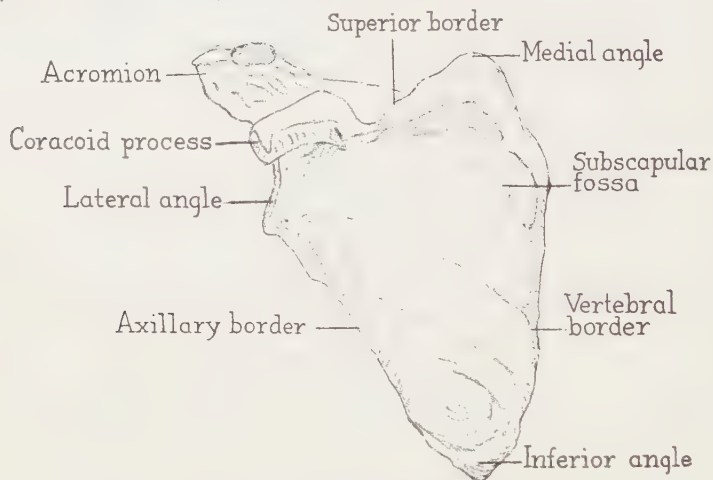 Superior border
Medial angle
Acromion
Coracoid process
Subscapular
fossa
Lateral angle
Vertebral
border
Axillary border
Inferior angle